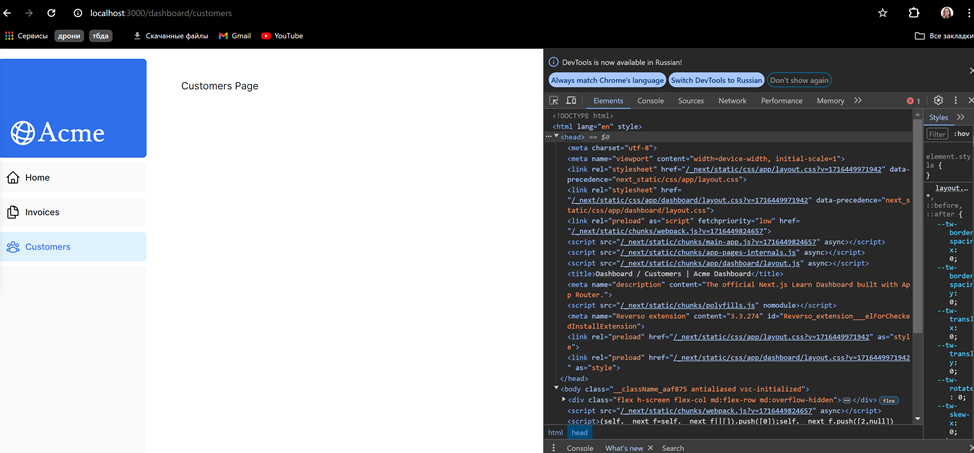 localhost:3000/dashboard/customers
Сервисы
дрони
тбда
Скачанные файлы
Gmail
YouTube
Все закладки
Acme
Home
Invoices
Customers
Customers Page
DevTools is now available in Russian!
Always match Chrome's language
Switch DevTools to Russian
Don't show again
Elements
Console
Sources
Network
Performance
Memory
1
<!DOCTYPE html>
<html lang="en" style>
<head> == $0
<meta charset="utf-8">
<meta name="viewport" content="width=device-width, initial-scale=1">
<link rel="stylesheet" href="/_next/static/css/app/layout.css?v=1716449971942" data-
precedence="next_static/css/app/layout.css">
<link rel="stylesheet" href=
"/_next/static/css/app/dashboard/layout.css?v=1716449971942" data-precedence="next_s
tatic/css/app/dashboard/layout.css">
<link rel="preload" as="script" fetchpriority="low" href=
"/_next/static/chunks/webpack.js?v=1716449824657">
<script src="/_next/static/chunks/main-app.js?v=1716449824657" async></script>
<script src="/_next/static/chunks/app-pages-internals.js" async></script>
<script src="/_next/static/chunks/app/dashboard/layout.js" async></script>
<title>Dashboard / Customers | Acme Dashboard</title>
<meta name="description" content="The official Next.js Learn Dashboard built with Ap
p Router.">
<script src="/_next/static/chunks/polyfills.js" nomodule></script>
<meta name="Reverso extension" content="3.3.274" id="Reverso_extension___elForChecke
dInstallExtension">
<link rel="preload" href="/_next/static/css/app/layout.css?v=1716449971942" as="styl
e">
<link rel="preload" href="/_next/static/css/app/dashboard/layout.css?v=1716449971942
" as="style">
</head>
<body class="__className_aaf875 antialiased vsc-initialized">
<div class="flex h-screen flex-col md:flex-row md:overflow-hidden"> </div> flex
<script src="/_next/static/chunks/webpack.js?v=1716449824657" async></script>
<script>(self.__next_f=self.__next_f||[]).push([0]);self.__next_f.push([2,null])
html
head
Styles
Filter
:hov
element.sty
le {
}
layout.…
*,
::before,
::after {
--tw-
border
spacin
x:
0;
--tw-
border
spacin
y:
0;
--tw-
transl
x:
0;
--tw-
transl
y:
0;
--tw-
rotate
: 0;
--tw-
skew-
x:
0;
Console
What's new
Search